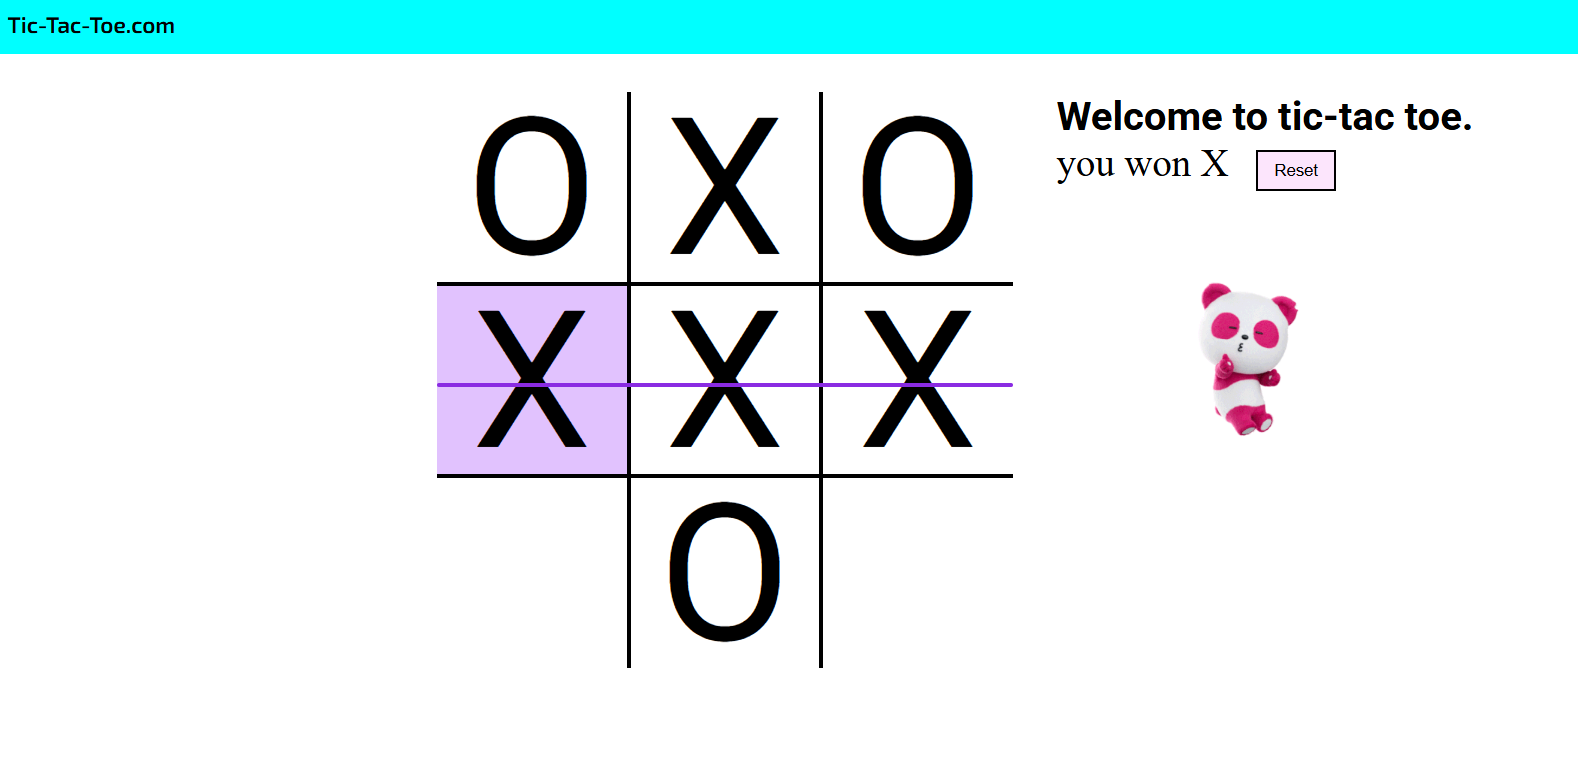 Tic-Tac-Toe.com
O X O
Welcome to tic-tac toe.
you won X
Reset
X X X
O